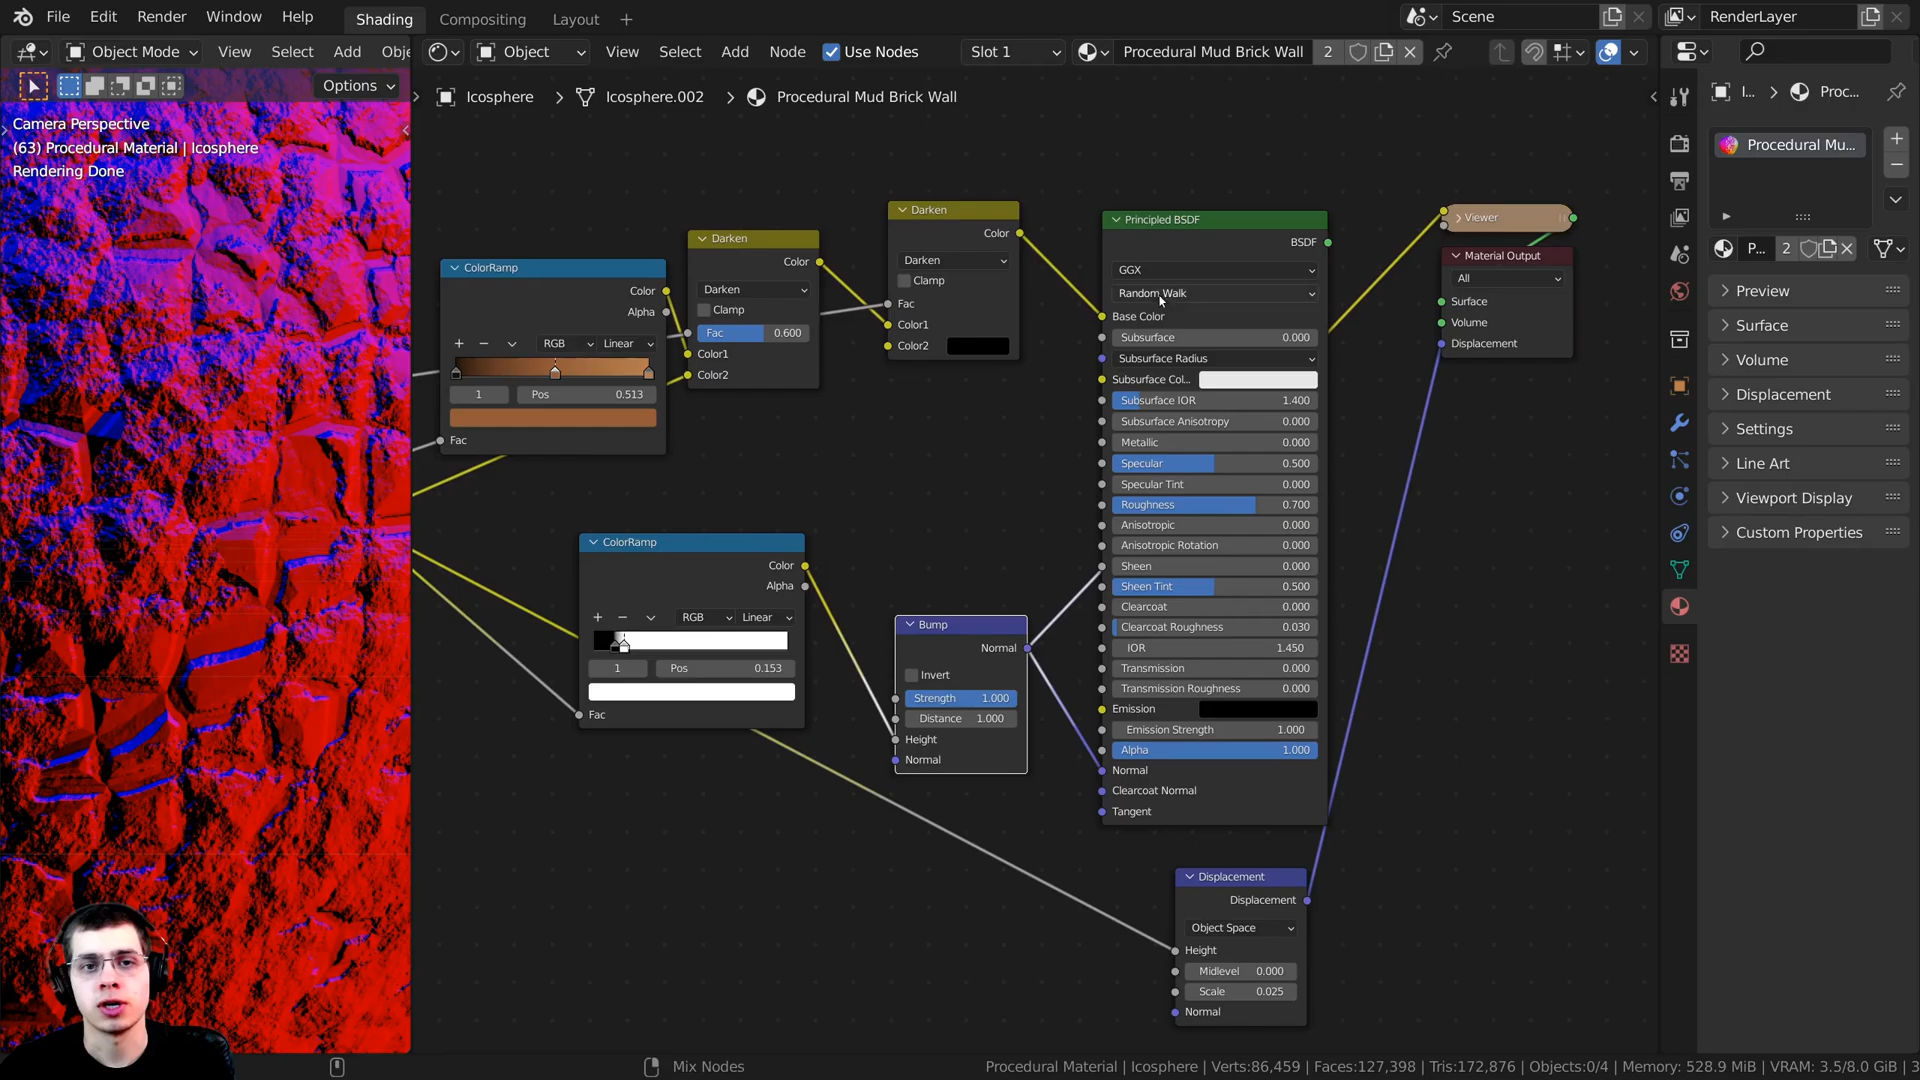 File Edit Render Window Help Shading Compositing Layout + Scene RenderLayer
Object Mode View Select Add Obje Object View Select Add Node Use Nodes Slot 1 Procedural Mud Brick Wall 2
Options
Icosphere > Icosphere.002 > Procedural Mud Brick Wall
I... > Proc...
Camera Perspective
(63) Procedural Material | Icosphere
Rendering Done
ColorRamp
Color
Alpha
RGB Linear
1 Pos 0.513
Fac
Darken
Color
Darken
Clamp
Fac 0.600
Color1
Color2
Darken
Color
Darken
Clamp
Fac
Color1
Color2
ColorRamp
Color
Alpha
RGB Linear
1 Pos 0.153
Fac
Bump
Normal
Invert
Strength 1.000
Distance 1.000
Height
Normal
Principled BSDF
BSDF
GGX
Random Walk
Base Color
Subsurface 0.000
Subsurface Radius
Subsurface Col...
Subsurface IOR 1.400
Subsurface Anisotropy 0.000
Metallic 0.000
Specular 0.500
Specular Tint 0.000
Roughness 0.700
Anisotropic 0.000
Anisotropic Rotation 0.000
Sheen 0.000
Sheen Tint 0.500
Clearcoat 0.000
Clearcoat Roughness 0.030
IOR 1.450
Transmission 0.000
Transmission Roughness 0.000
Emission
Emission Strength 1.000
Alpha 1.000
Normal
Clearcoat Normal
Tangent
Viewer
Material Output
All
Surface
Volume
Displacement
Displacement
Displacement
Object Space
Height
Midlevel 0.000
Scale 0.025
Normal
Procedural Mu...
P... 2
Preview
Surface
Volume
Displacement
Settings
Line Art
Viewport Display
Custom Properties
Mix Nodes
Procedural Material | Icosphere | Verts:86,459 | Faces:127,398 | Tris:172,876 | Objects:0/4 | Memory: 528.9 MiB | VRAM: 3.5/8.0 GiB | 3